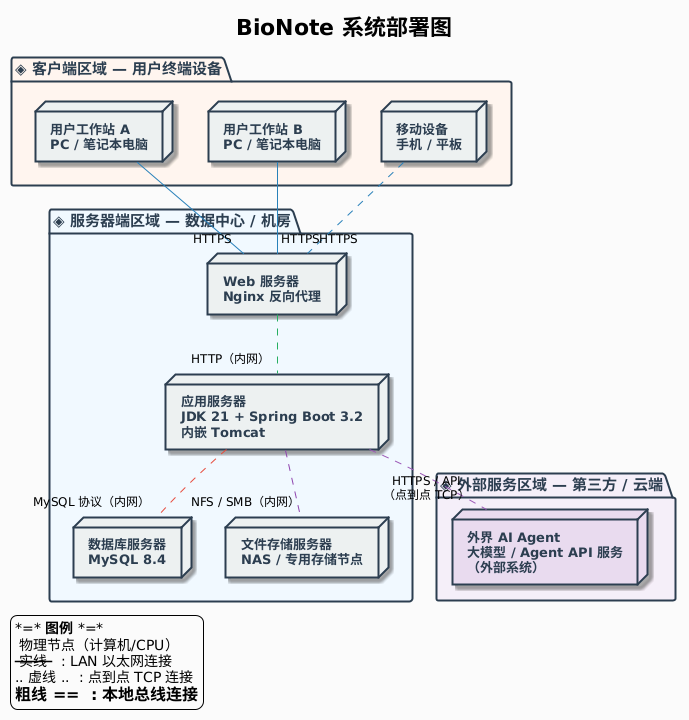 BioNote 系统部署图
◈ 客户端区域 — 用户终端设备
用户工作站 A
PC / 笔记本电脑
用户工作站 B
PC / 笔记本电脑
移动设备
手机 / 平板
◈ 服务器端区域 — 数据中心 / 机房
HTTPS
HTTPS
HTTPS
Web 服务器
Nginx 反向代理
HTTP（内网）
应用服务器
JDK 21 + Spring Boot 3.2
内嵌 Tomcat
HTTPS / API
（点到点 TCP）
◈ 外部服务区域 — 第三方 / 云端
MySQL 协议（内网）
NFS / SMB（内网）
数据库服务器
MySQL 8.4
文件存储服务器
NAS / 专用存储节点
外界 AI Agent
大模型 / Agent API 服务
（外部系统）
*=* 图例 *=*
物理节点（计算机/CPU）
实线 : LAN 以太网连接
.. 虚线 .. : 点到点 TCP 连接
粗线 == : 本地总线连接